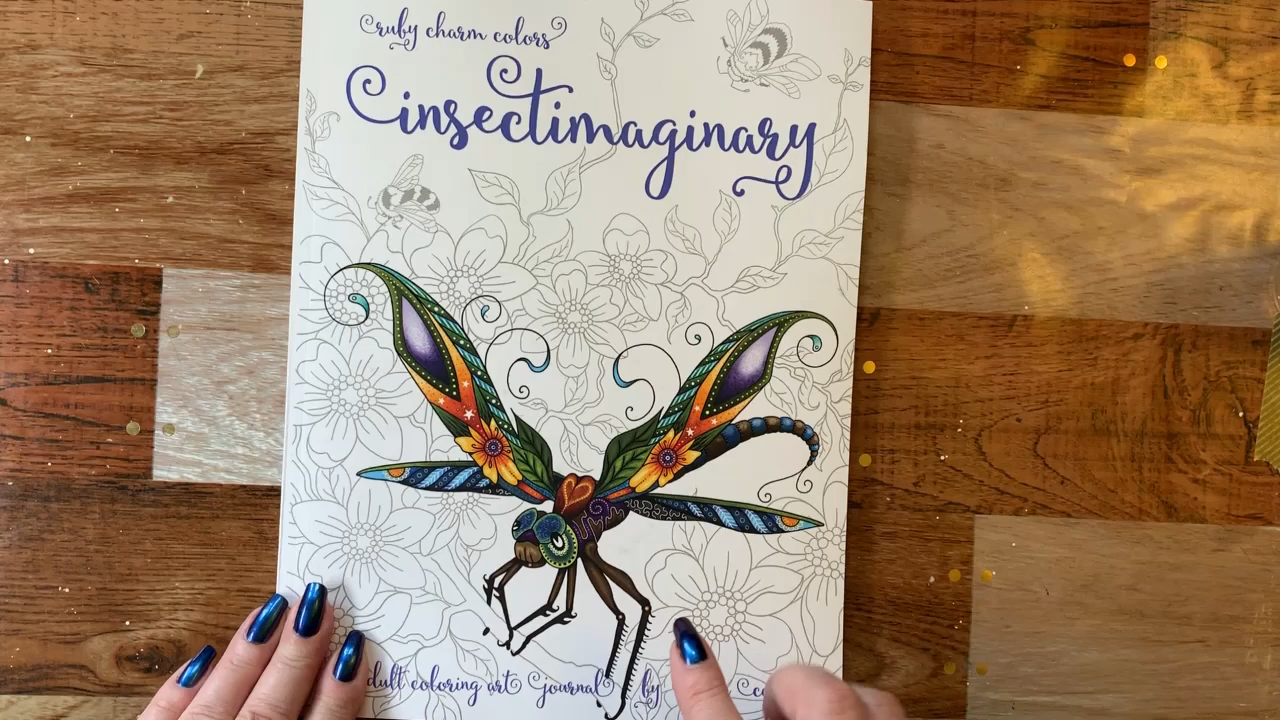 ruby charm colors
insectimaginary
dult coloring art journal by